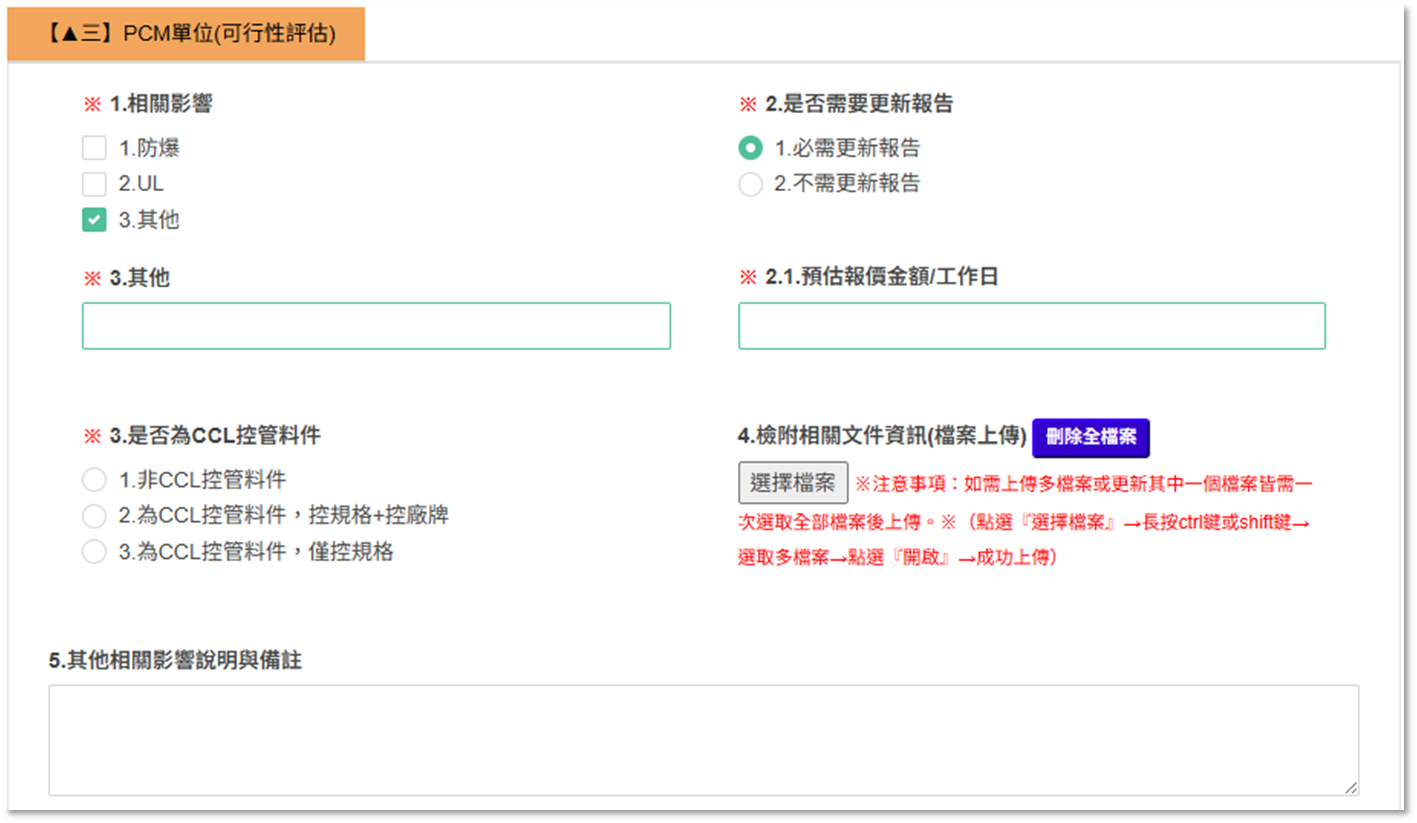 【▲三】PCM單位(可行性評估)
※ 1.相關影響
1.防爆
2.UL
3.其他
※ 2.是否需要更新報告
1.必需更新報告
2.不需更新報告
※ 3.其他
※ 2.1.預估報價金額/工作日
※ 3.是否為CCL控管料件
1.非CCL控管料件
2.為CCL控管料件，控規格+控廠牌
3.為CCL控管料件，僅控規格
4.檢附相關文件資訊(檔案上傳) 刪除全檔案
選擇檔案 ※注意事項：如需上傳多檔案或更新其中一個檔案皆需一
次選取全部檔案後上傳。※（點選『選擇檔案』→長按ctrl鍵或shift鍵→
選取多檔案→點選『開啟』→成功上傳）
5.其他相關影響說明與備註